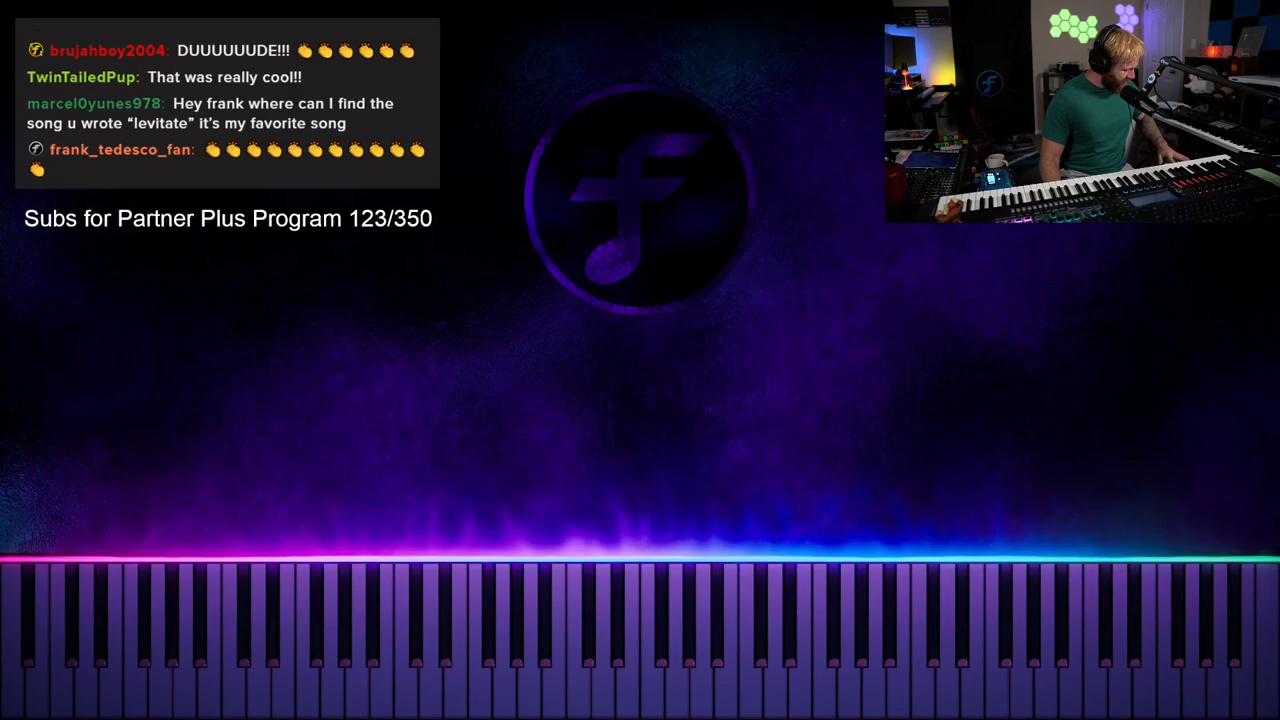 brujahboy2004: DUUUUUUDE!!! 👏👏👏👏👏👏
TwinTailedPup: That was really cool!!
marcel0yunes978: Hey frank where can I find the
song u wrote “levitate” it’s my favorite song
frank_tedesco_fan: 👏👏👏👏👏👏👏👏👏👏👏
👏
Subs for Partner Plus Program 123/350